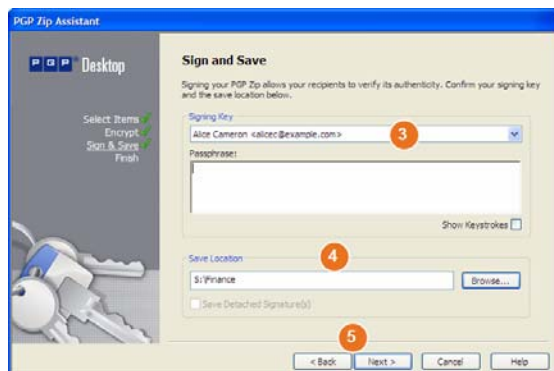 PGP Zip Assistant
PGP Desktop
Select Items
Encrypt
Sign & Save
Finish
Sign and Save
Signing your PGP Zip allows your recipients to verify its authenticity. Confirm your signing key
and the save location below.
Signing Key
Alice Cameron <alicec@example.com>
3
Passphrase:
Show Keystrokes
4
Save Location
S:\Finance
Browse...
Save Detached Signature(s)
5
< Back
Next >
Cancel
Help